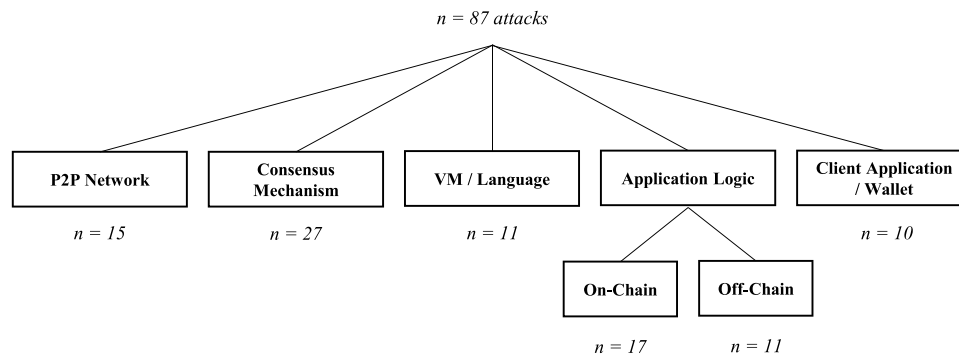 n = 87 attacks
P2P Network
Consensus
Mechanism
VM / Language
Application Logic
Client Application
/ Wallet
n = 15
n = 27
n = 11
n = 10
On-Chain
Off-Chain
n = 17
n = 11